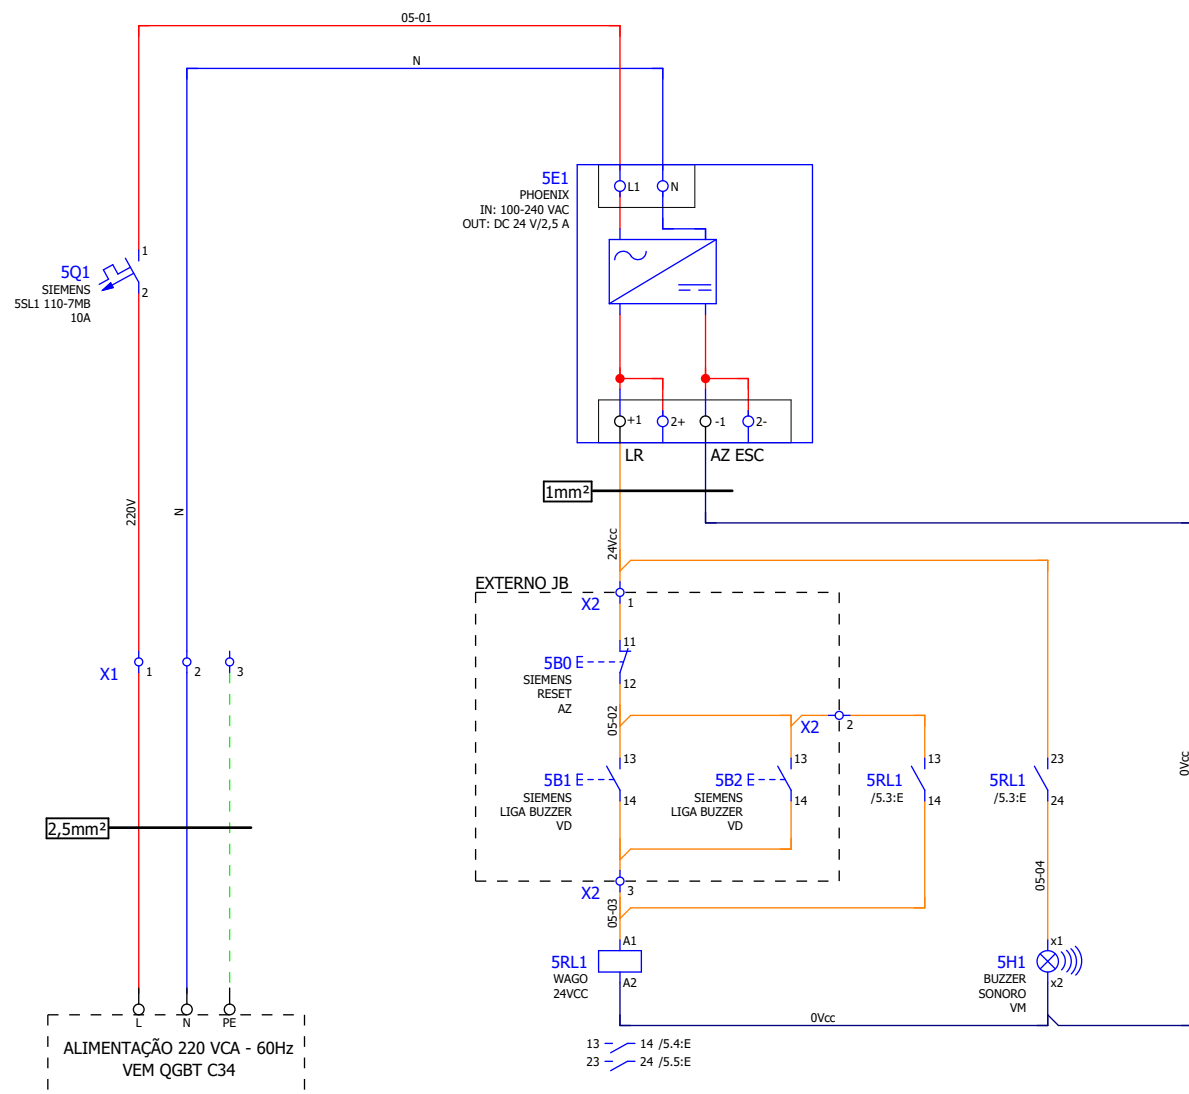 05-01
N
5E1
PHOENIX
IN: 100-240 VAC
OUT: DC 24 V/2,5 A
L1
N
1
5Q1
SIEMENS
5SL1 110-7MB
10A
2
+1
2+
-1
2-
LR
AZ ESC
1mm²
220V
N
24Vcc
EXTERNO JB
X2
1
11
5B0
SIEMENS
RESET
AZ
12
X1
1
2
3
05-02
X2
2
0Vcc
13
5B1
SIEMENS
LIGA BUZZER
VD
14
13
5B2
SIEMENS
LIGA BUZZER
VD
14
13
5RL1
/5.3:E
14
23
5RL1
/5.3:E
24
2,5mm²
X2
3
05-03
05-04
A1
5RL1
WAGO
24VCC
A2
x1
5H1
BUZZER
SONORO
VM
x2
0Vcc
L
N
PE
ALIMENTAÇÃO 220 VCA - 60Hz
VEM QGBT C34
13
14 /5.4:E
23
24 /5.5:E